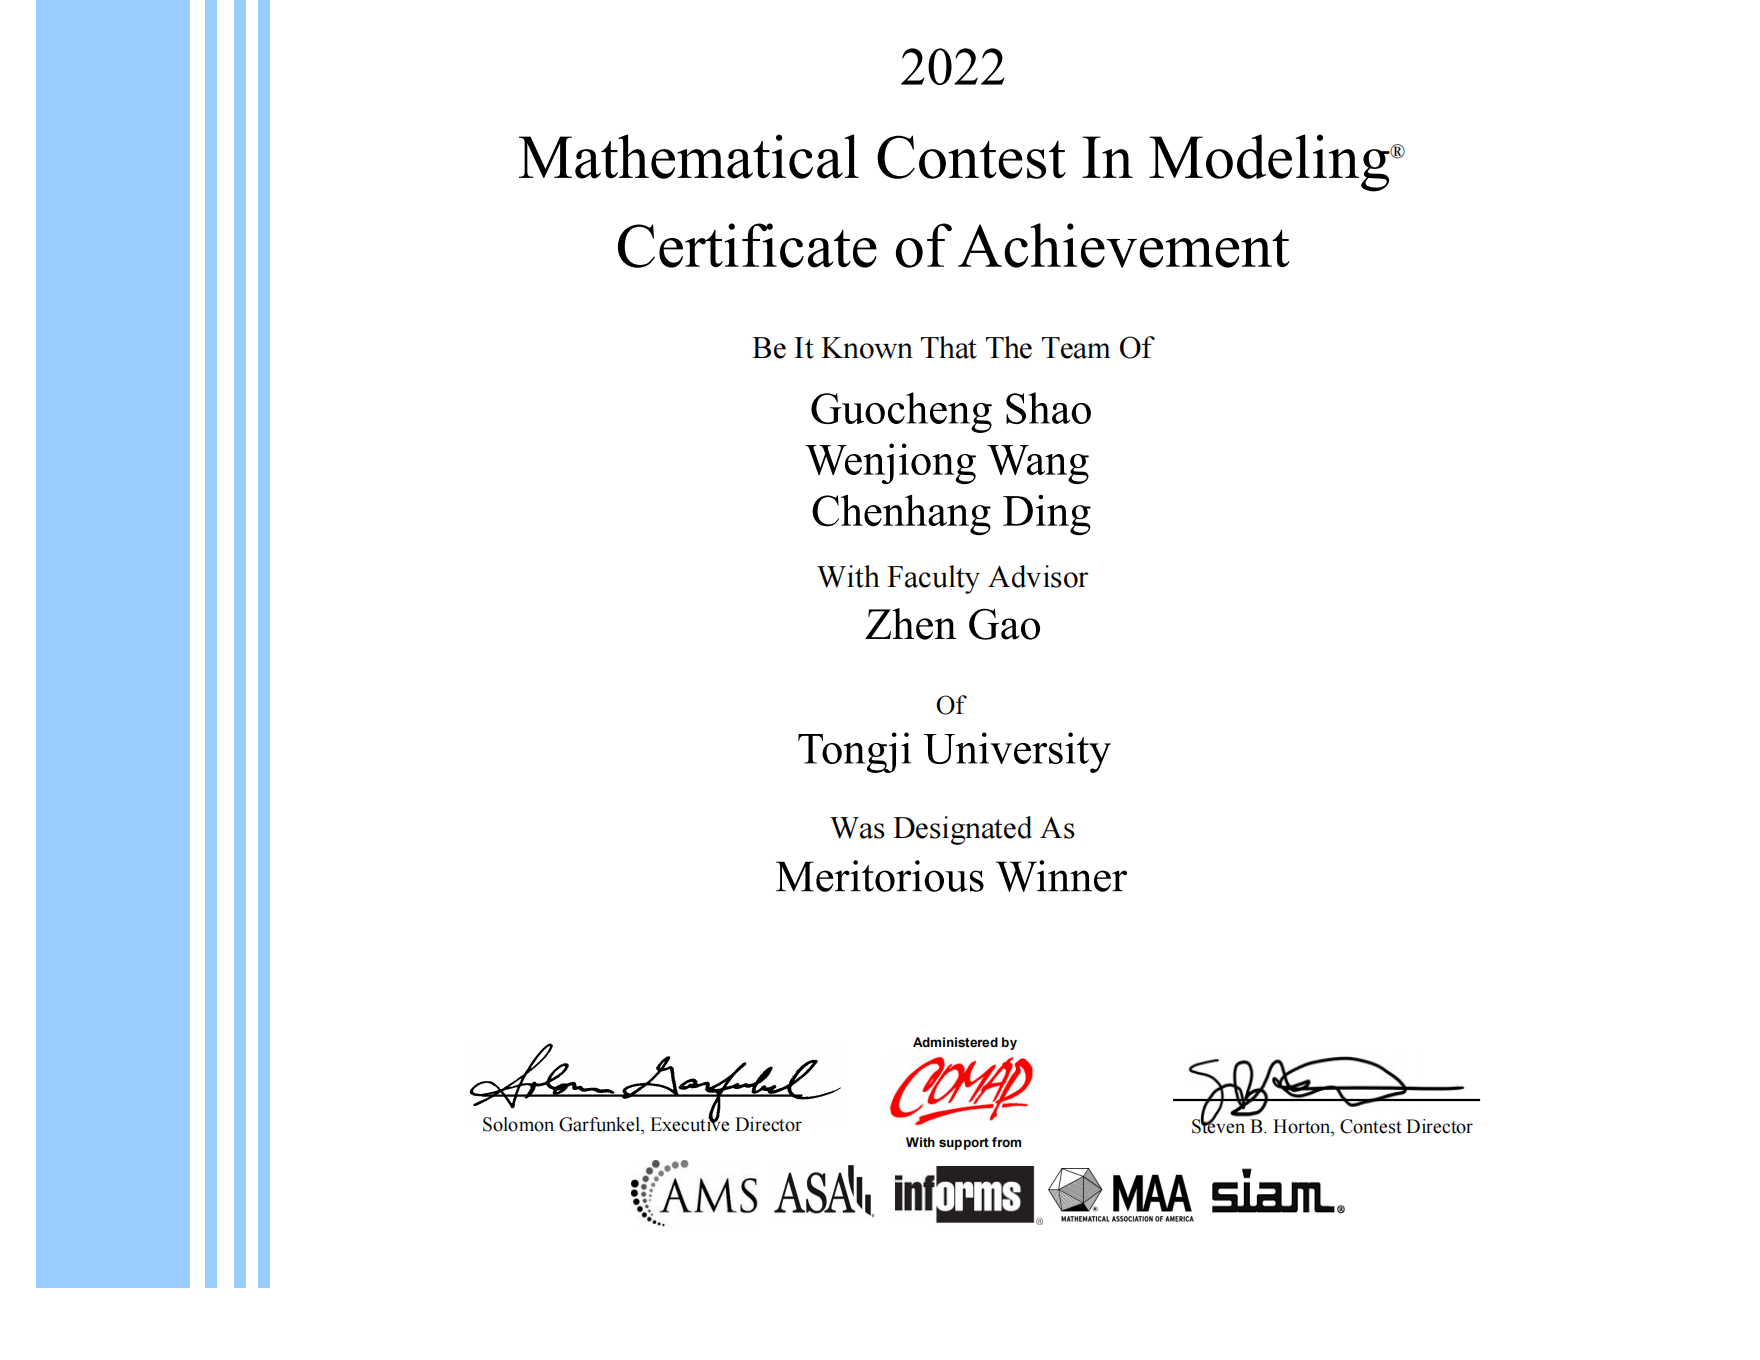 2022
Mathematical Contest In Modeling®
Certificate of Achievement
Be It Known That The Team Of
Guocheng Shao
Wenjiong Wang
Chenhang Ding
With Faculty Advisor
Zhen Gao
Of
Tongji University
Was Designated As
Meritorious Winner
Administered by
COMAP
Solomon Garfunkel
Solomon Garfunkel, Executive Director
Steven B. Horton, Contest Director
With support from
AMS ASA informs® MAA siam®
MATHEMATICAL ASSOCIATION OF AMERICA